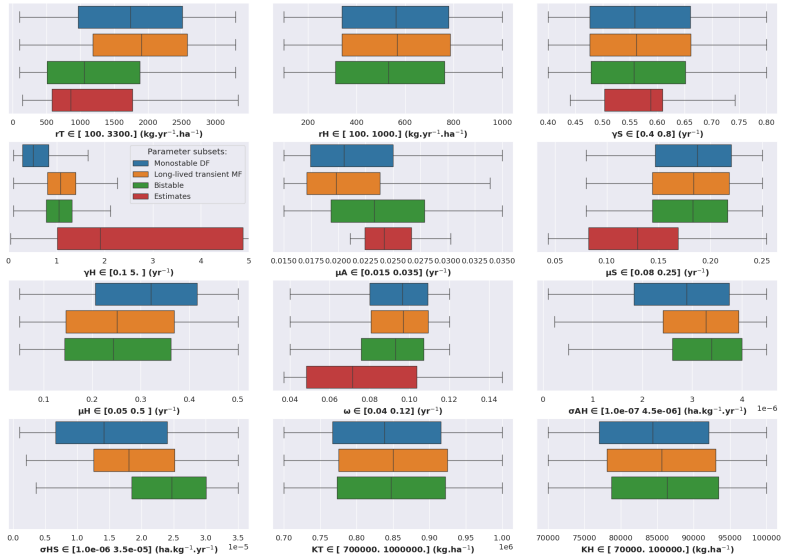 0 500 1000 1500 2000 2500 3000
rT ∈ [ 100. 3300.] (kg.yr⁻¹.ha⁻¹)
0 200 400 600 800 1000
rH ∈ [ 100. 1000.] (kg.yr⁻¹.ha⁻¹)
0.40 0.45 0.50 0.55 0.60 0.65 0.70 0.75 0.80
γS ∈ [0.4 0.8] (yr⁻¹)
Parameter subsets:
Monostable DF
Long-lived transient MF
Bistable
Estimates
0 1 2 3 4 5
γH ∈ [0.1 5. ] (yr⁻¹)
0.0150 0.0175 0.0200 0.0225 0.0250 0.0275 0.0300 0.0325 0.0350
μA ∈ [0.015 0.035] (yr⁻¹)
0.05 0.10 0.15 0.20 0.25
μS ∈ [0.08 0.25] (yr⁻¹)
0.0 0.1 0.2 0.3 0.4 0.5
μH ∈ [0.05 0.5 ] (yr⁻¹)
0.04 0.06 0.08 0.10 0.12 0.14
ω ∈ [0.04 0.12] (yr⁻¹)
0 1 2 3 4
1e−6
σAH ∈ [1.0e-07 4.5e-06] (ha.kg⁻¹.yr⁻¹)
0.0 0.5 1.0 1.5 2.0 2.5 3.0 3.5
1e−5
σHS ∈ [1.0e-06 3.5e-05] (ha.kg⁻¹.yr⁻¹)
0.70 0.75 0.80 0.85 0.90 0.95 1.00
1e6
KT ∈ [ 700000. 1000000.] (kg.ha⁻¹)
70000 75000 80000 85000 90000 95000 100000
KH ∈ [ 70000. 100000.] (kg.ha⁻¹)